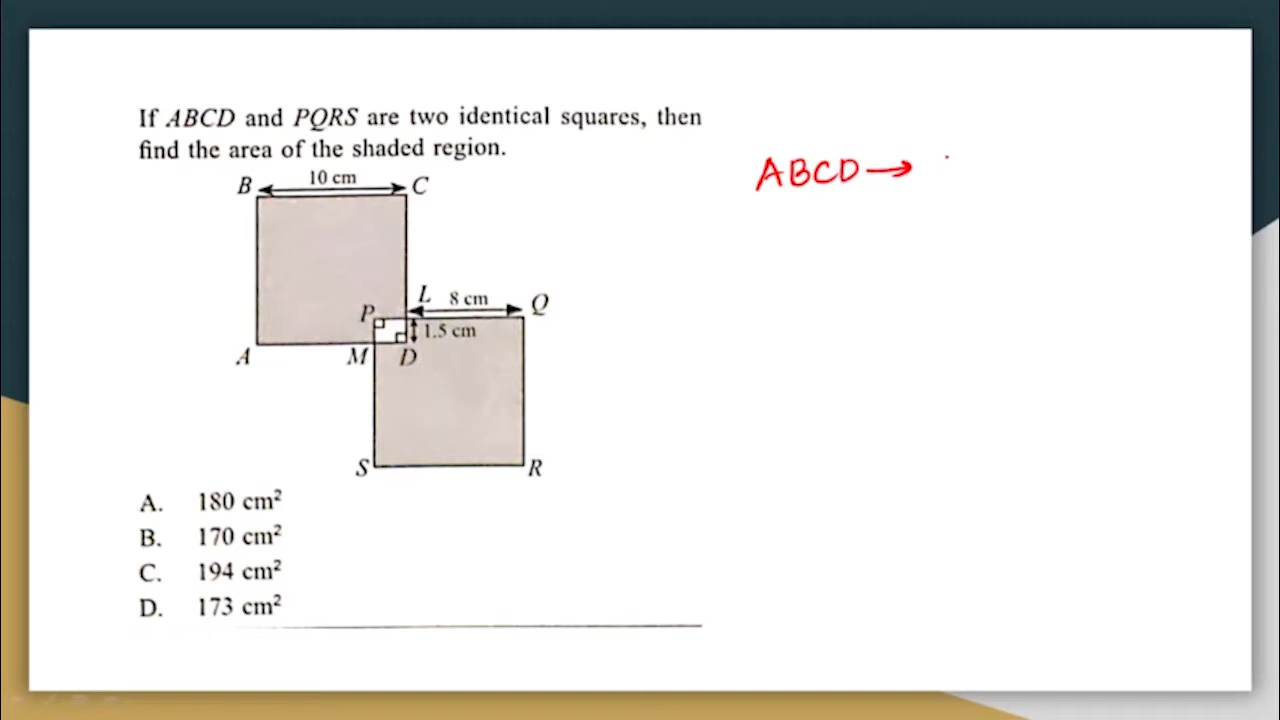 If ABCD and PQRS are two identical squares, then
find the area of the shaded region.
ABCD→
B 10 cm C
L 8 cm Q
P
1.5 cm
A M D
S R
A. 180 cm²
B. 170 cm²
C. 194 cm²
D. 173 cm²